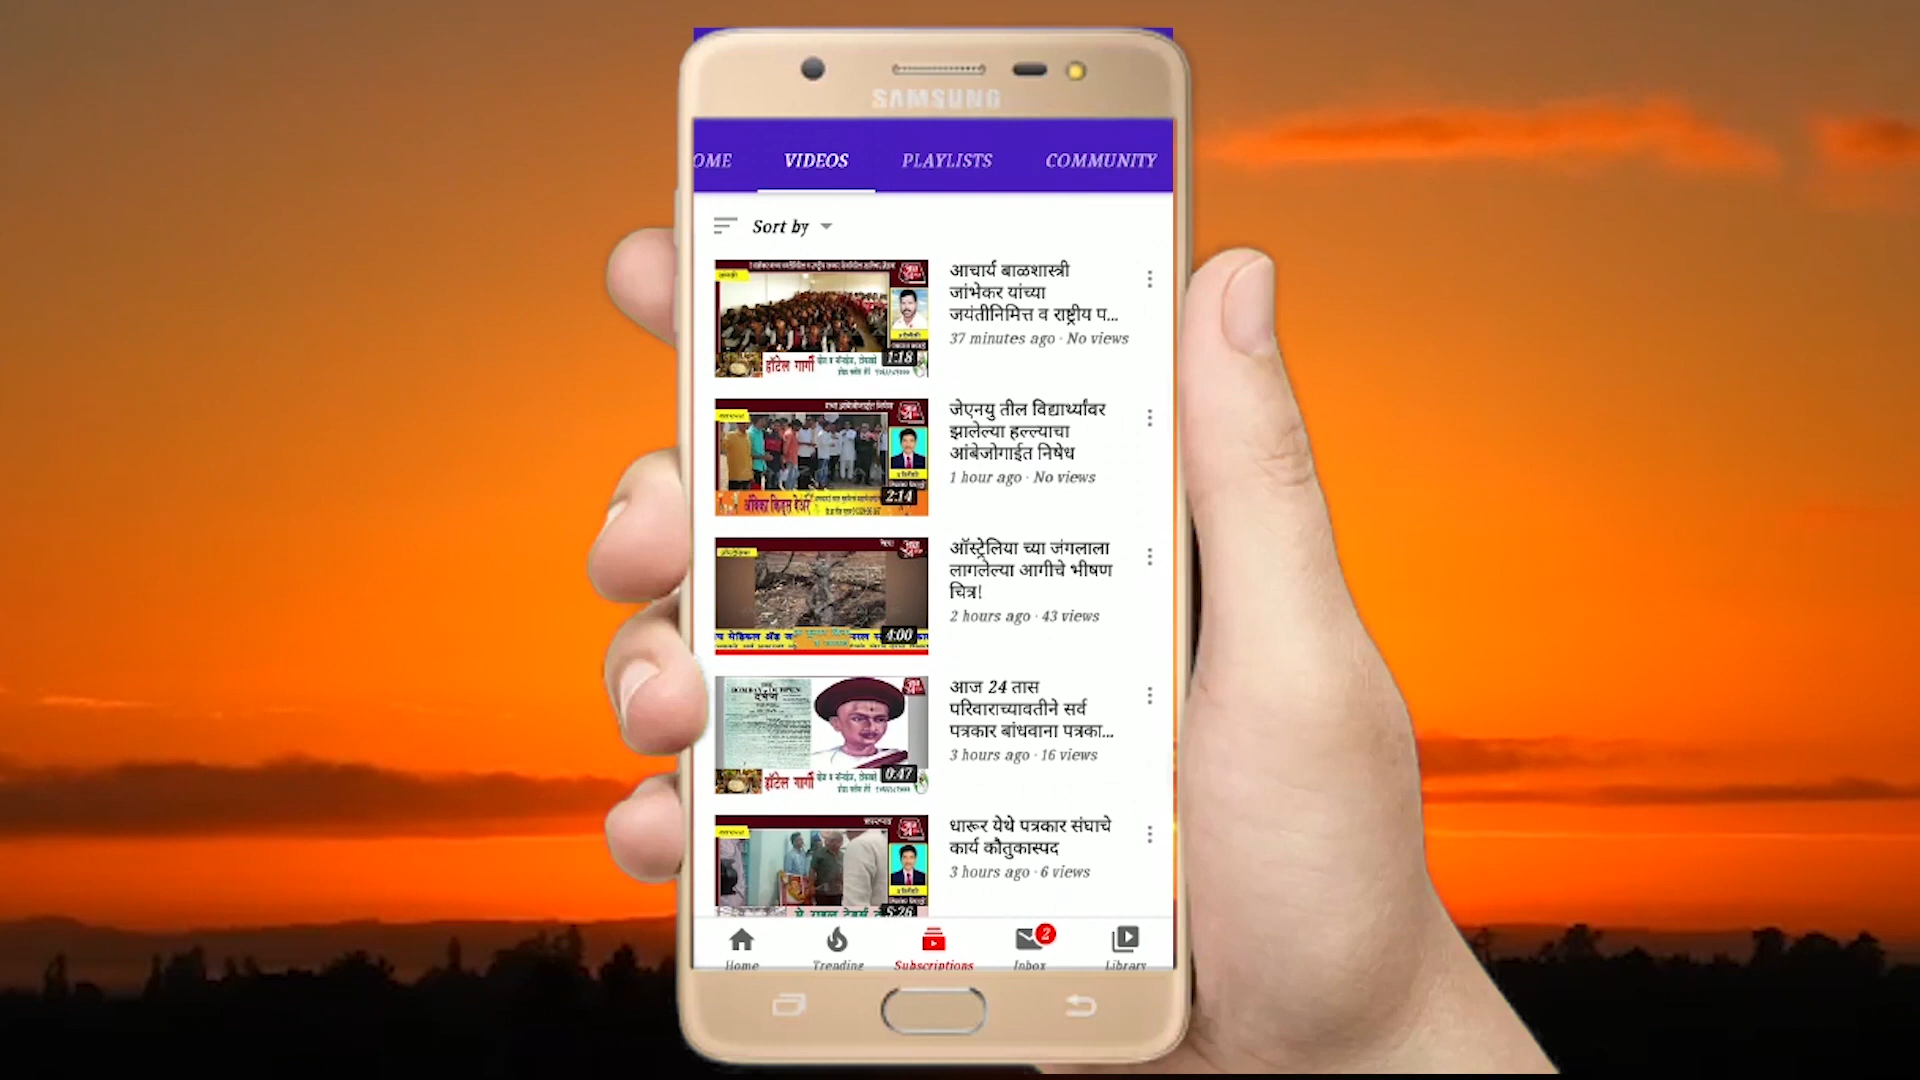 SAMSUNG
OME VIDEOS PLAYLISTS COMMUNITY
Sort by
आचार्य बाळशास्त्री
जांभेकर यांच्या
जयंतीनिमित्त व राष्ट्रीय प...
37 minutes ago · No views
1:18
हॉटेल गार्गी
जेएनयु तील विद्यार्थ्यांवर
झालेल्या हल्ल्याचा
आंबेजोगाईत निषेध
1 hour ago · No views
2:14
अंबिका किड्स वेअर
ऑस्ट्रेलिया च्या जंगलाला
लागलेल्या आगीचे भीषण
चित्र!
2 hours ago · 43 views
4:00
आज 24 तास
परिवाराच्यावतीने सर्व
पत्रकार बांधवाना पत्रका...
3 hours ago · 16 views
0:47
हॉटेल गार्गी
धारूर येथे पत्रकार संघाचे
कार्य कौतुकास्पद
3 hours ago · 6 views
5:26
2
Home Trending Subscriptions Inbox Library